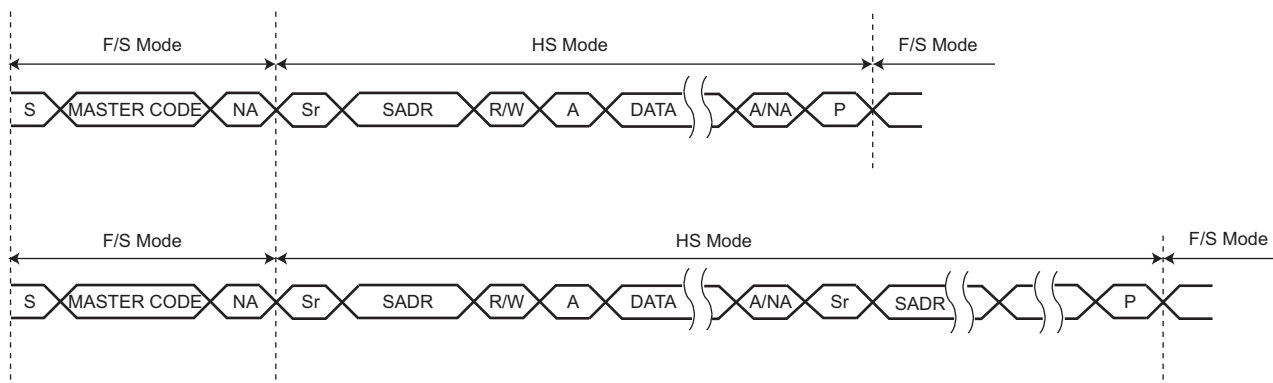 F/S Mode HS Mode F/S Mode
S MASTER CODE NA Sr SADR R/W A DATA A/NA P
F/S Mode HS Mode F/S Mode
S MASTER CODE NA Sr SADR R/W A DATA A/NA Sr SADR P